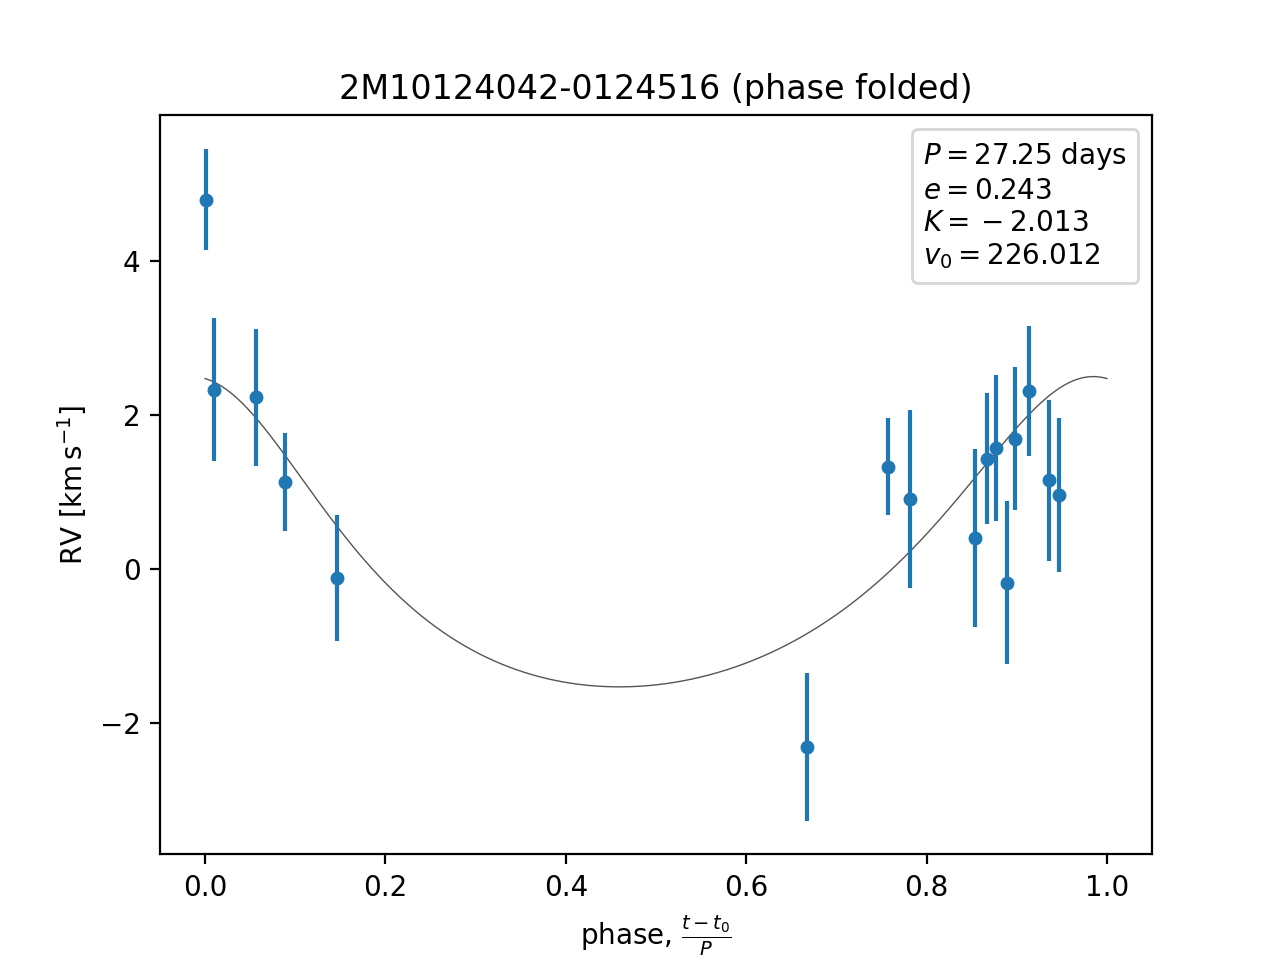 2M10124042-0124516 (phase folded)
P = 27.25 days
e = 0.243
K = −2.013
v₀ = 226.012
RV [km s⁻¹]
4
2
0
−2
0.0 0.2 0.4 0.6 0.8 1.0
phase, (t − t₀)/P